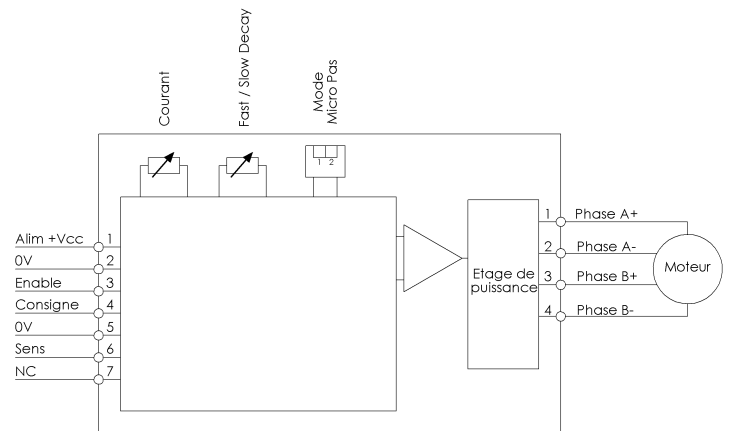 Courant
Fast / Slow Decay
Mode
Micro Pas
1 2
Alim +Vcc 1
0V 2
Enable 3
Consigne 4
0V 5
Sens 6
NC 7
Etage de
puissance
1 Phase A+
2 Phase A-
3 Phase B+
4 Phase B-
Moteur